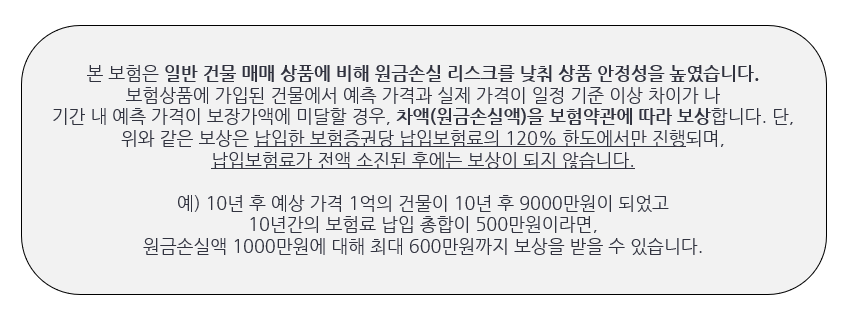 본 보험은 일반 건물 매매 상품에 비해 원금손실 리스크를 낮춰 상품 안정성을 높였습니다.
보험상품에 가입된 건물에서 예측 가격과 실제 가격이 일정 기준 이상 차이가 나
기간 내 예측 가격이 보장가액에 미달할 경우, 차액(원금손실액)을 보험약관에 따라 보상합니다. 단,
위와 같은 보상은 납입한 보험증권당 납입보험료의 120% 한도에서만 진행되며,
납입보험료가 전액 소진된 후에는 보상이 되지 않습니다.
예) 10년 후 예상 가격 1억의 건물이 10년 후 9000만원이 되었고
10년간의 보험료 납입 총합이 500만원이라면,
원금손실액 1000만원에 대해 최대 600만원까지 보상을 받을 수 있습니다.